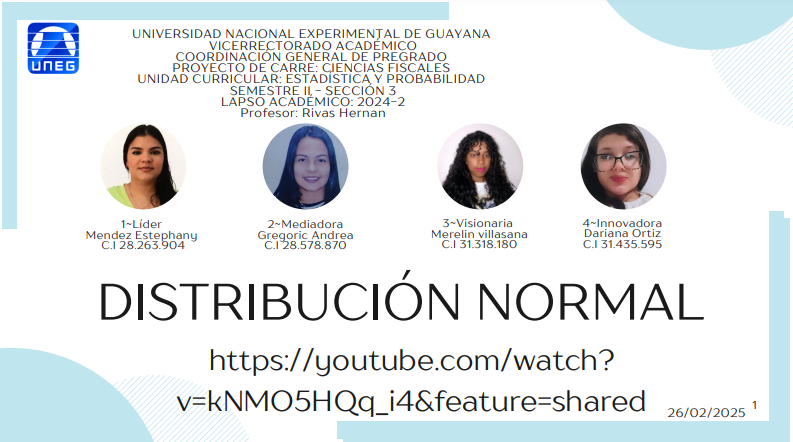 UNEG
UNIVERSIDAD NACIONAL EXPERIMENTAL DE GUAYANA
VICERRECTORADO ACADÉMICO
COORDINACIÓN GENERAL DE PREGRADO
PROYECTO DE CARRE: CIENCIAS FISCALES
UNIDAD CURRICULAR: ESTADÍSTICA Y PROBABILIDAD
SEMESTRE II - SECCIÓN 3
LAPSO ACADÉMICO: 2024-2
Profesor: Rivas Hernan
1~Líder
Mendez Estephany
C.I 28.263.904
2~Mediadora
Gregoric Andrea
C.I 28.578.870
3~Visionaria
Merelin villasana
C.I 31.318.180
4~Innovadora
Dariana Ortiz
C.I 31.435.595
DISTRIBUCIÓN NORMAL
https://youtube.com/watch?
v=kNMO5HQq_i4&feature=shared
26/02/2025
1